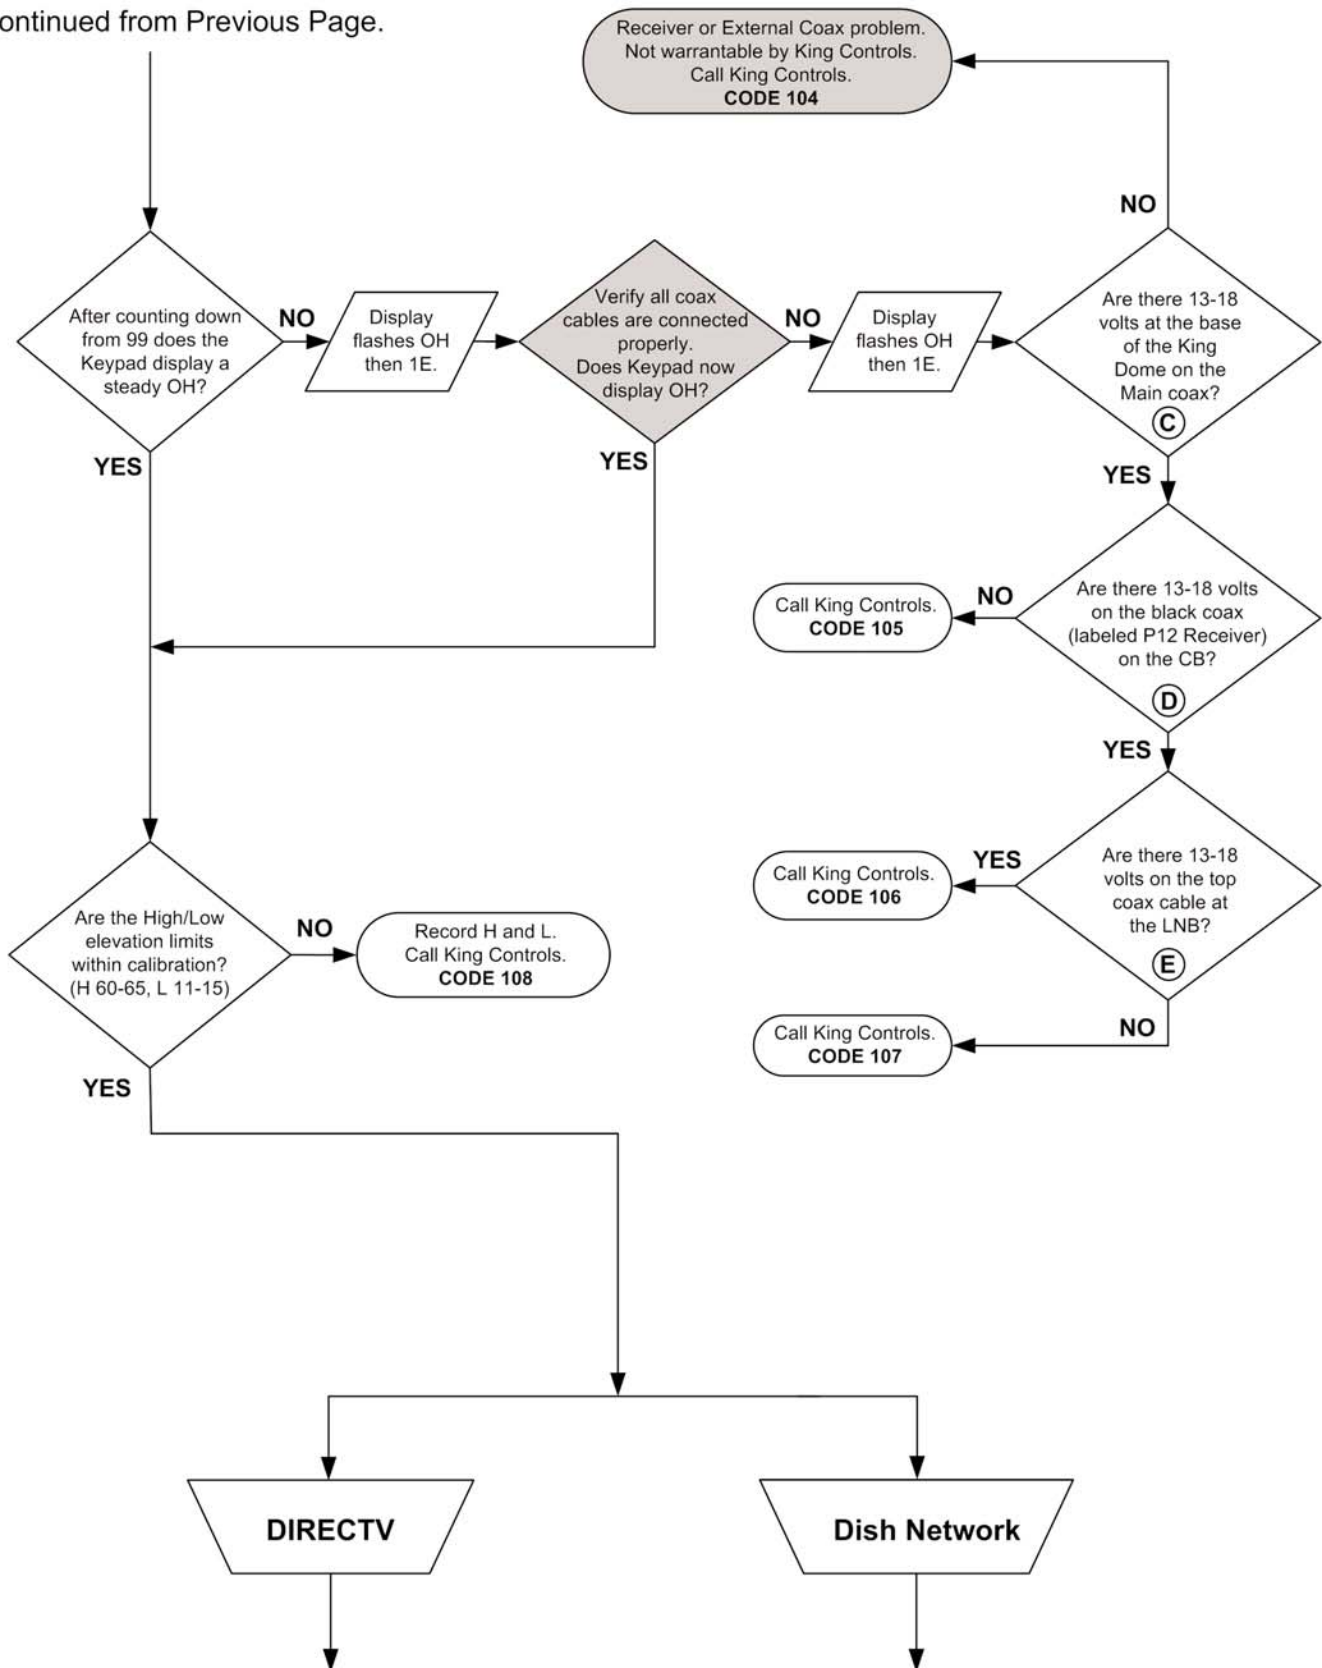 ontinued from Previous Page.
Receiver or External Coax problem.
Not warrantable by King Controls.
Call King Controls.
CODE 104
NO
After counting down
from 99 does the
Keypad display a
steady OH?
NO
Display
flashes OH
then 1E.
Verify all coax
cables are connected
properly.
Does Keypad now
display OH?
NO
Display
flashes OH
then 1E.
Are there 13-18
volts at the base
of the King
Dome on the
Main coax?
C
YES
YES
YES
Call King Controls.
CODE 105
NO
Are there 13-18 volts
on the black coax
(labeled P12 Receiver)
on the CB?
D
YES
Call King Controls.
CODE 106
YES
Are there 13-18
volts on the top
coax cable at
the LNB?
E
NO
Call King Controls.
CODE 107
Are the High/Low
elevation limits
within calibration?
(H 60-65, L 11-15)
NO
Record H and L.
Call King Controls.
CODE 108
YES
DIRECTV
Dish Network